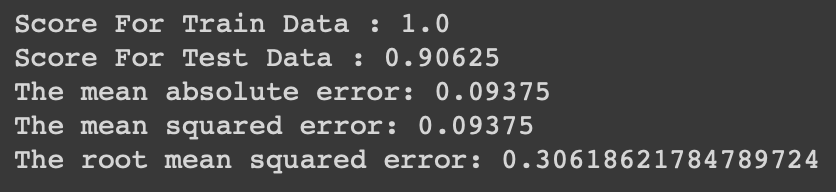 Score For Train Data : 1.0
Score For Test Data : 0.90625
The mean absolute error: 0.09375
The mean squared error: 0.09375
The root mean squared error: 0.30618621784789724